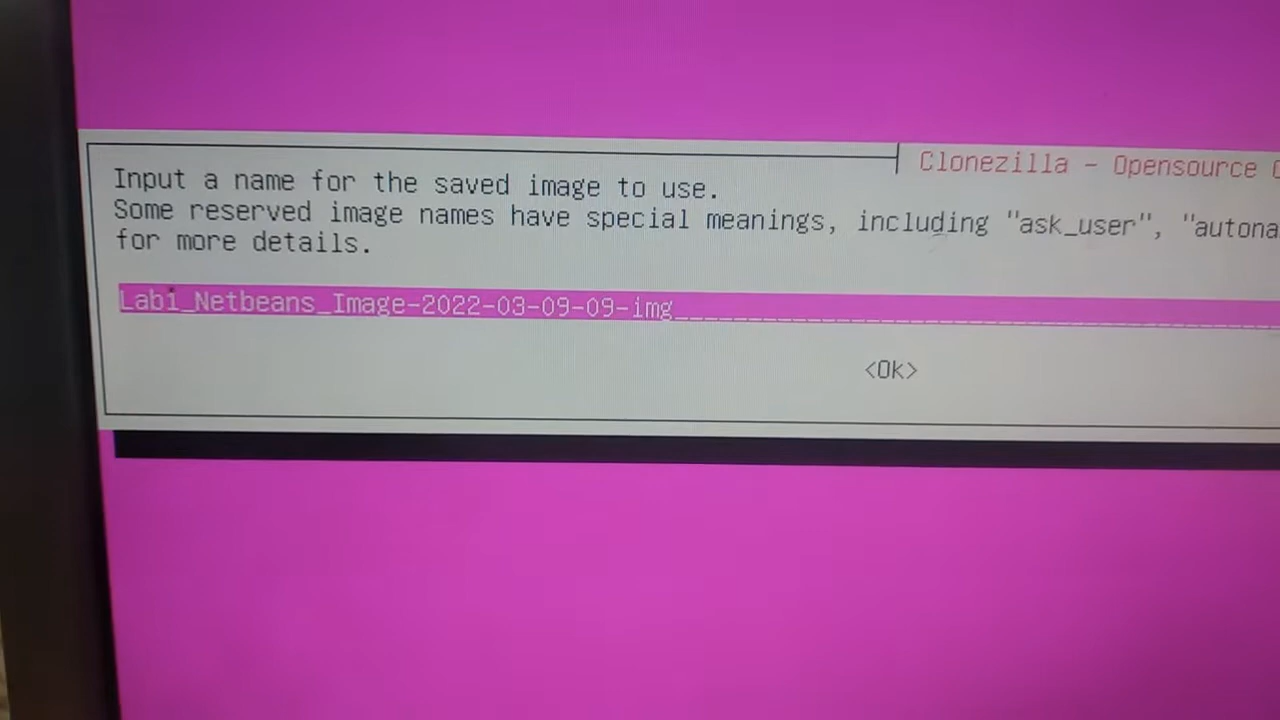 Clonezilla - Opensource
Input a name for the saved image to use.
Some reserved image names have special meanings, including "ask_user", "autona
for more details.
Lab1_Netbeans_Image-2022-03-09-09-img
<Ok>